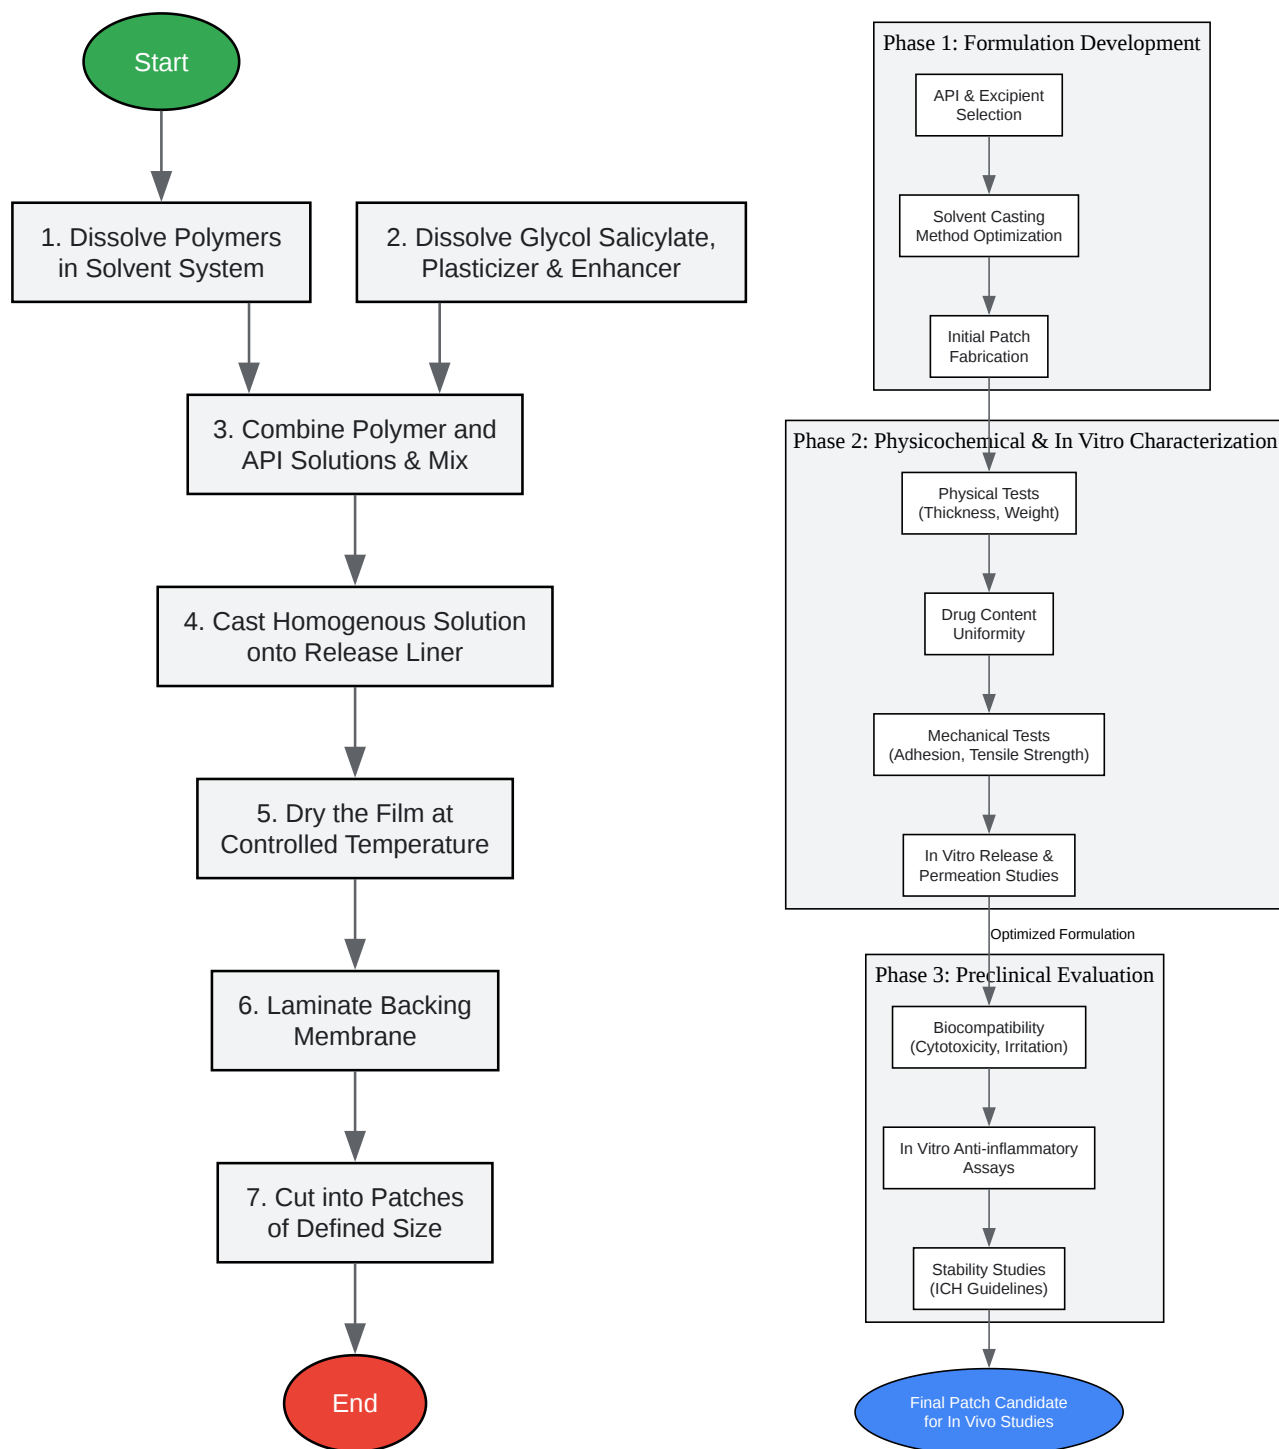 Start
1. Dissolve Polymers
in Solvent System
2. Dissolve Glycol Salicylate,
Plasticizer & Enhancer
3. Combine Polymer and
API Solutions & Mix
4. Cast Homogenous Solution
onto Release Liner
5. Dry the Film at
Controlled Temperature
6. Laminate Backing
Membrane
7. Cut into Patches
of Defined Size
End
Phase 1: Formulation Development
API & Excipient
Selection
Solvent Casting
Method Optimization
Initial Patch
Fabrication
Phase 2: Physicochemical & In Vitro Characterization
Physical Tests
(Thickness, Weight)
Drug Content
Uniformity
Mechanical Tests
(Adhesion, Tensile Strength)
In Vitro Release &
Permeation Studies
Optimized Formulation
Phase 3: Preclinical Evaluation
Biocompatibility
(Cytotoxicity, Irritation)
In Vitro Anti-inflammatory
Assays
Stability Studies
(ICH Guidelines)
Final Patch Candidate
for In Vivo Studies